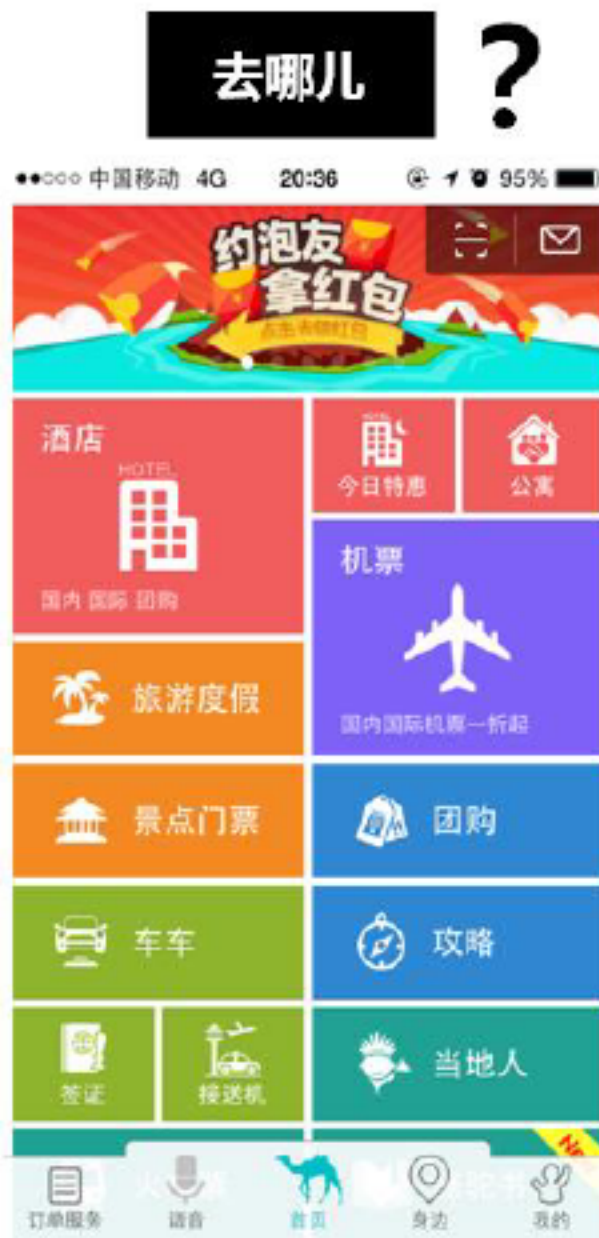 去哪儿 ?
中国移动 4G 20:36 95%
约泡友
拿红包
酒店
HOTEL
国内 国际 团购
HOTEL
今日特惠
公寓
机票
国内国际机票一折起
旅游度假
景点门票
团购
车车
攻略
签证
接送机
当地人
订单服务
语音
首页
身边
我的